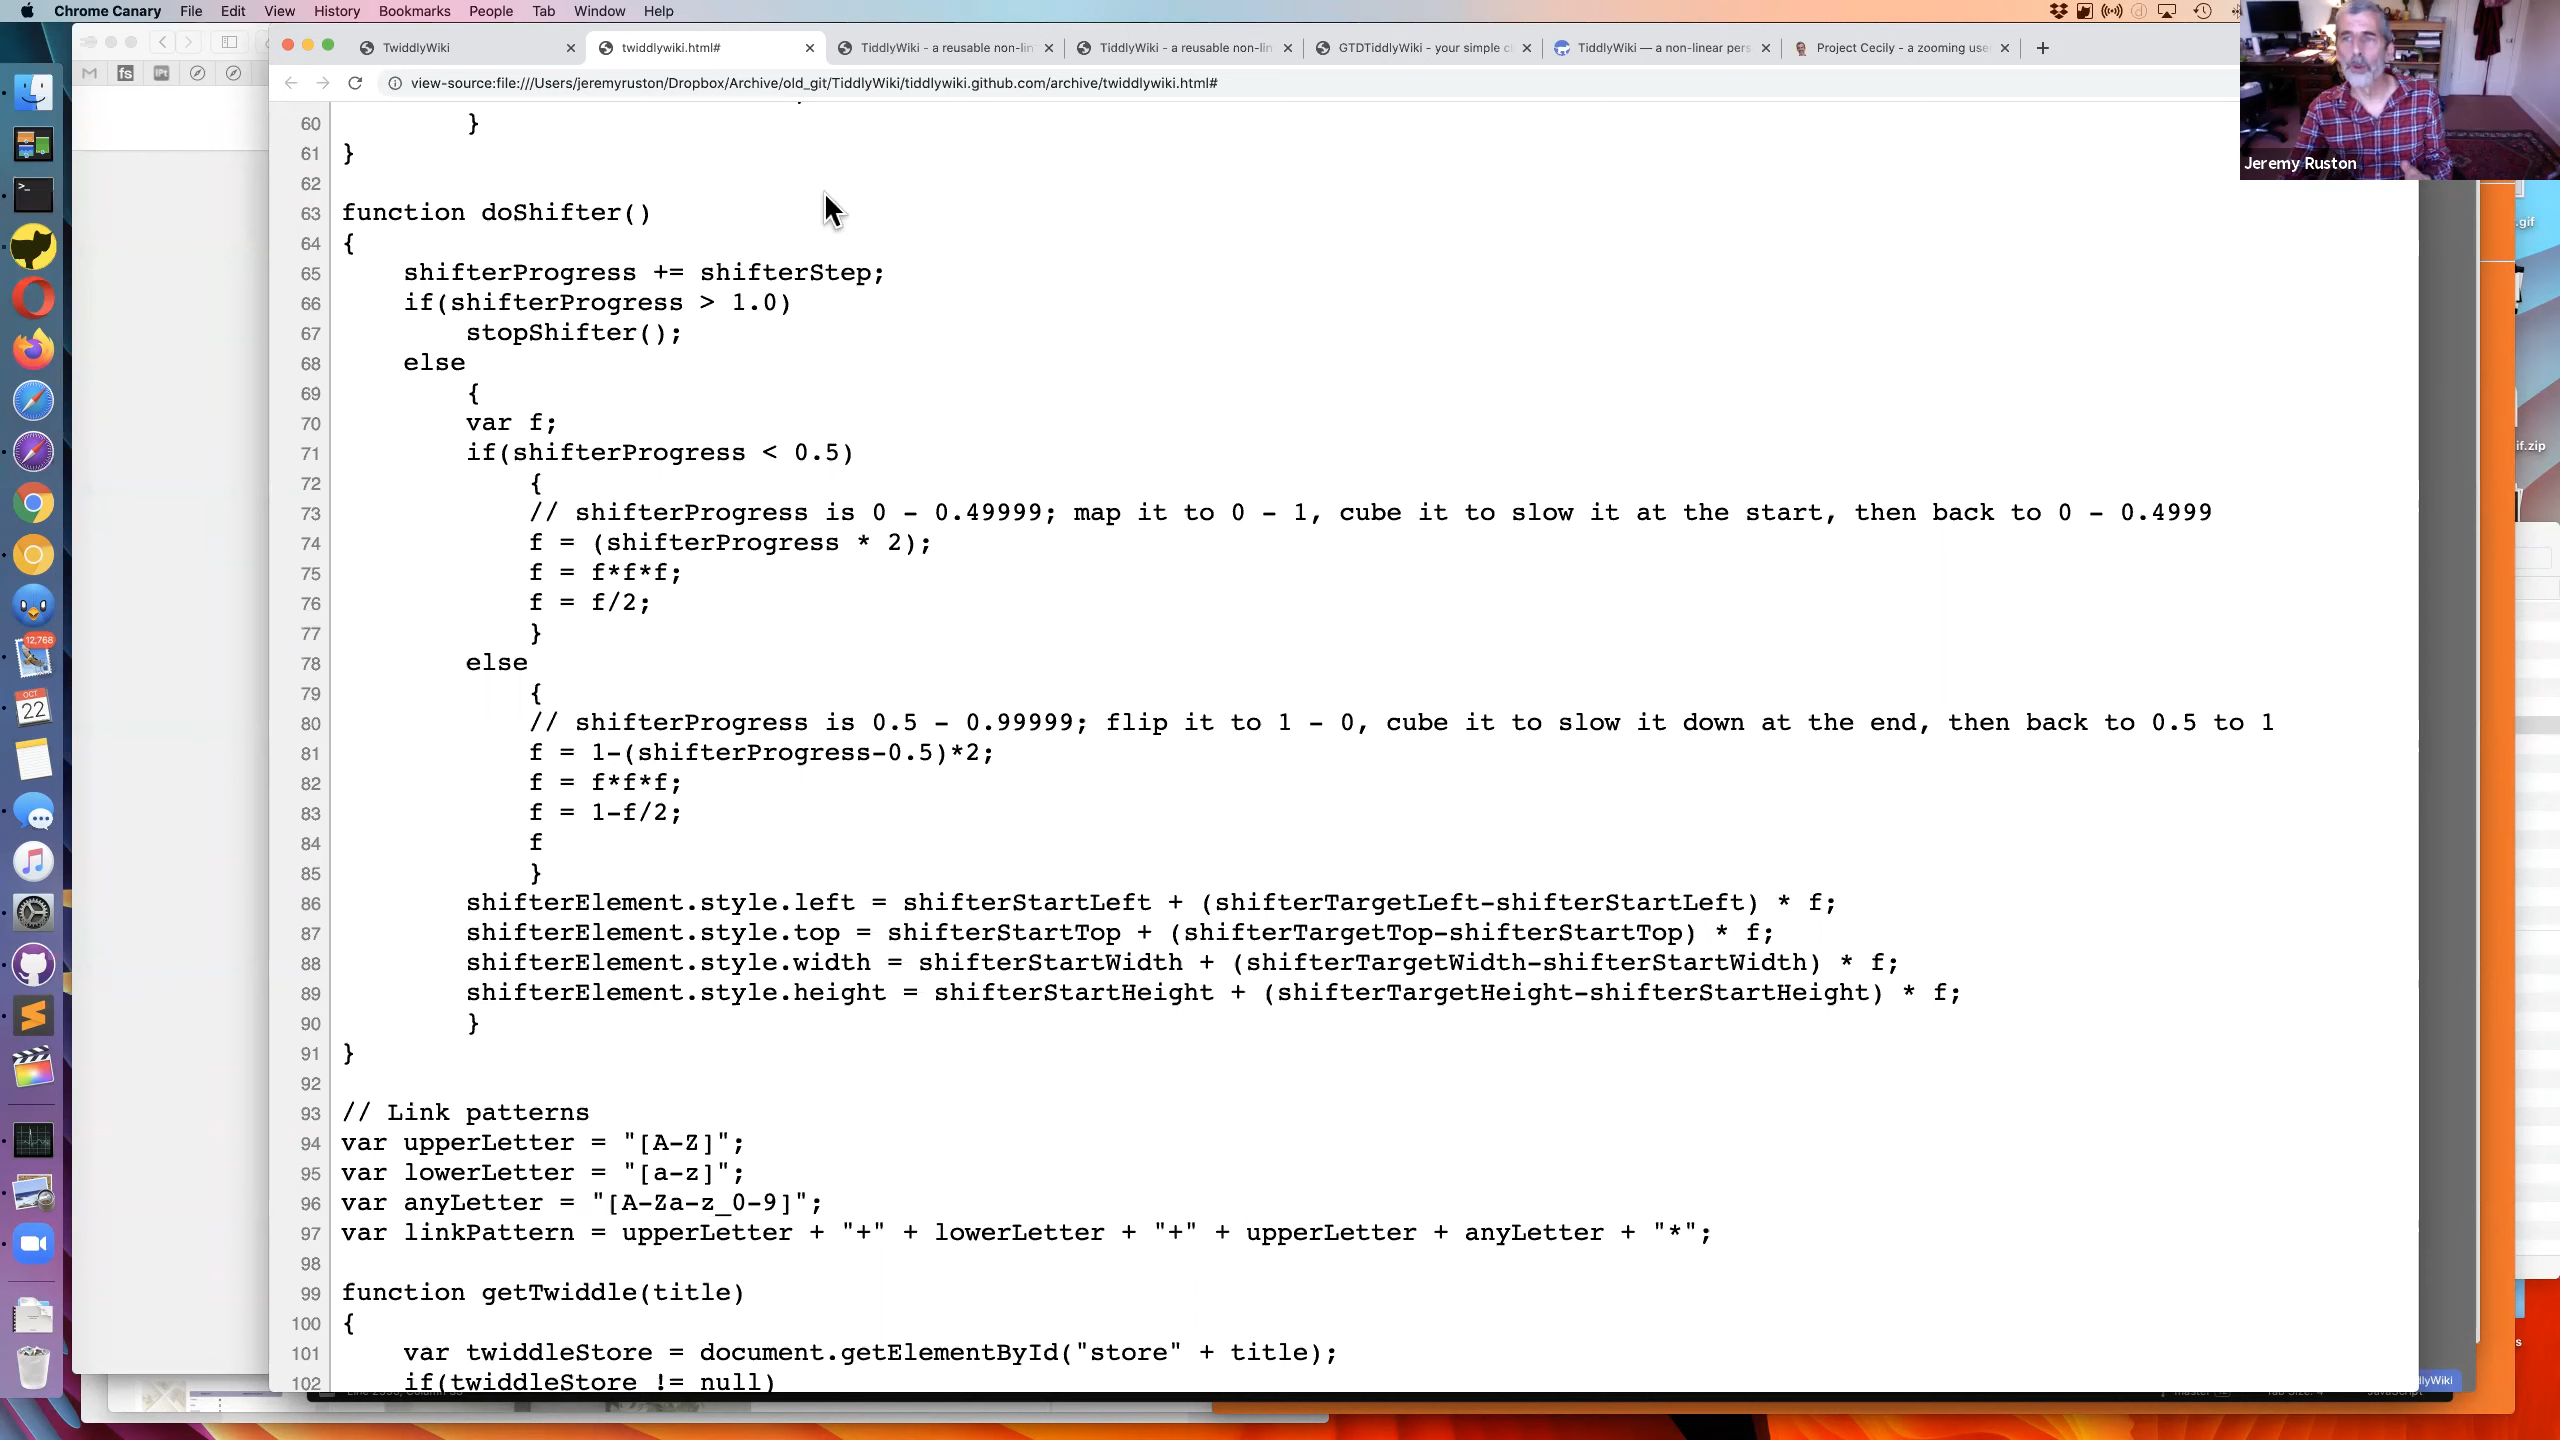 Chrome Canary File Edit View History Bookmarks People Tab Window Help
TwiddlyWiki
twiddlywiki.html#
TiddlyWiki - a reusable non-lin
TiddlyWiki - a reusable non-lin
GTDTiddlyWiki - your simple c
TiddlyWiki — a non-linear pers
Project Cecily - a zooming use
view-source:file:///Users/jeremyruston/Dropbox/Archive/old_git/TiddlyWiki/tiddlywiki.github.com/archive/twiddlywiki.html#
Jeremy Ruston
.gif
if.zip
fs
12,768
OCT
22
60 }
61 }
62
63 function doShifter()
64 {
65 shifterProgress += shifterStep;
66 if(shifterProgress > 1.0)
67 stopShifter();
68 else
69 {
70 var f;
71 if(shifterProgress < 0.5)
72 {
73 // shifterProgress is 0 - 0.49999; map it to 0 - 1, cube it to slow it at the start, then back to 0 - 0.4999
74 f = (shifterProgress * 2);
75 f = f*f*f;
76 f = f/2;
77 }
78 else
79 {
80 // shifterProgress is 0.5 - 0.99999; flip it to 1 - 0, cube it to slow it down at the end, then back to 0.5 to 1
81 f = 1-(shifterProgress-0.5)*2;
82 f = f*f*f;
83 f = 1-f/2;
84 f
85 }
86 shifterElement.style.left = shifterStartLeft + (shifterTargetLeft-shifterStartLeft) * f;
87 shifterElement.style.top = shifterStartTop + (shifterTargetTop-shifterStartTop) * f;
88 shifterElement.style.width = shifterStartWidth + (shifterTargetWidth-shifterStartWidth) * f;
89 shifterElement.style.height = shifterStartHeight + (shifterTargetHeight-shifterStartHeight) * f;
90 }
91 }
92
93 // Link patterns
94 var upperLetter = "[A-Z]";
95 var lowerLetter = "[a-z]";
96 var anyLetter = "[A-Za-z_0-9]";
97 var linkPattern = upperLetter + "+" + lowerLetter + "+" + upperLetter + anyLetter + "*";
98
99 function getTwiddle(title)
100 {
101 var twiddleStore = document.getElementById("store" + title);
102 if(twiddleStore != null)
lyWiki